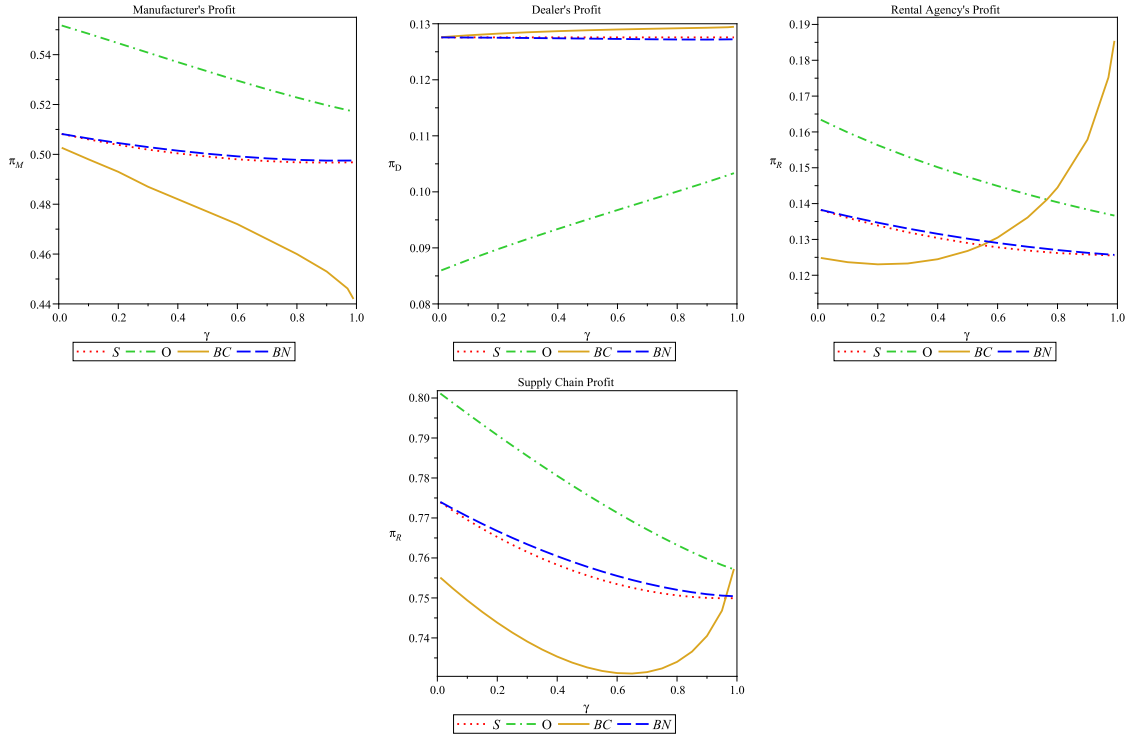 Manufacturer's Profit
0.54
0.52
0.50
π_M
0.48
0.46
0.44
0.0 0.2 0.4 0.6 0.8 1.0
γ
S O BC BN
Dealer's Profit
0.13
0.12
0.11
π_D
0.10
0.09
0.08
0.0 0.2 0.4 0.6 0.8 1.0
γ
S O BC BN
Rental Agency's Profit
0.19
0.18
0.17
0.16
π_R
0.15
0.14
0.13
0.12
0.0 0.2 0.4 0.6 0.8 1.0
γ
S O BC BN
Supply Chain Profit
0.80
0.79
0.78
0.77
π_R
0.76
0.75
0.74
0.0 0.2 0.4 0.6 0.8 1.0
γ
S O BC BN